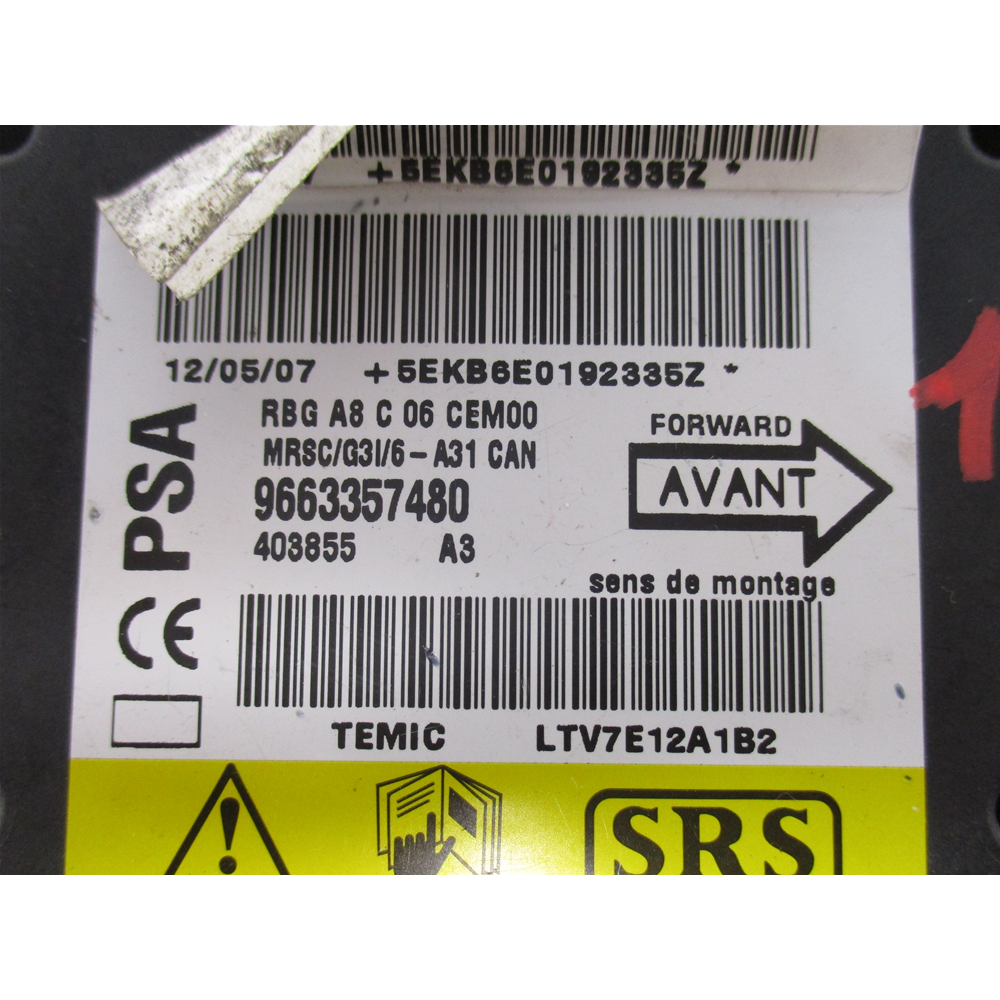 +5EKB6E0192335Z *
12/05/07 +5EKB6E0192335Z *
RBG A8 C 06 CEM00
MRSC/G3I/6-A31 CAN
9663357480
403855 A3
PSA
CE
FORWARD
AVANT
sens de montage
TEMIC LTV7E12A1B2
!
SRS
1